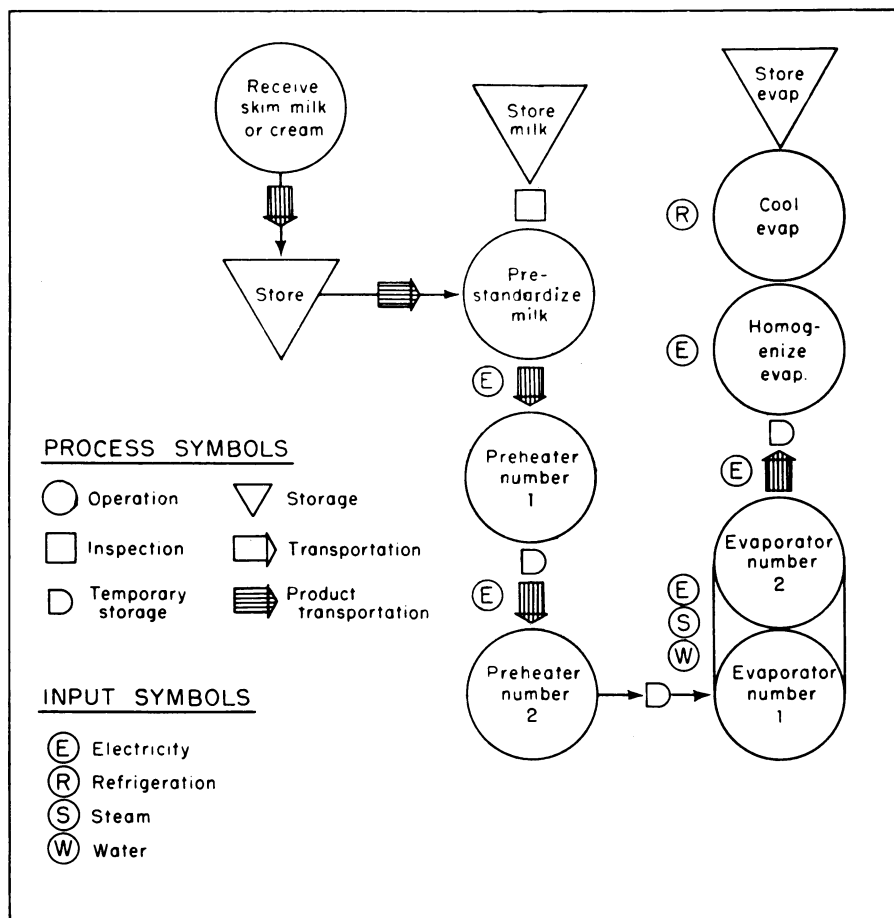 Receive
skim milk
or cream
Store
Store
milk
Pre-
standardize
milk
E
Preheater
number
1
E
Preheater
number
2
E
S
W
Evaporator
number
1
Evaporator
number
2
E
E
Homog-
enize
evap.
R
Cool
evap
Store
evap
PROCESS SYMBOLS
Operation
Storage
Inspection
Transportation
Temporary
storage
Product
transportation
INPUT SYMBOLS
E Electricity
R Refrigeration
S Steam
W Water